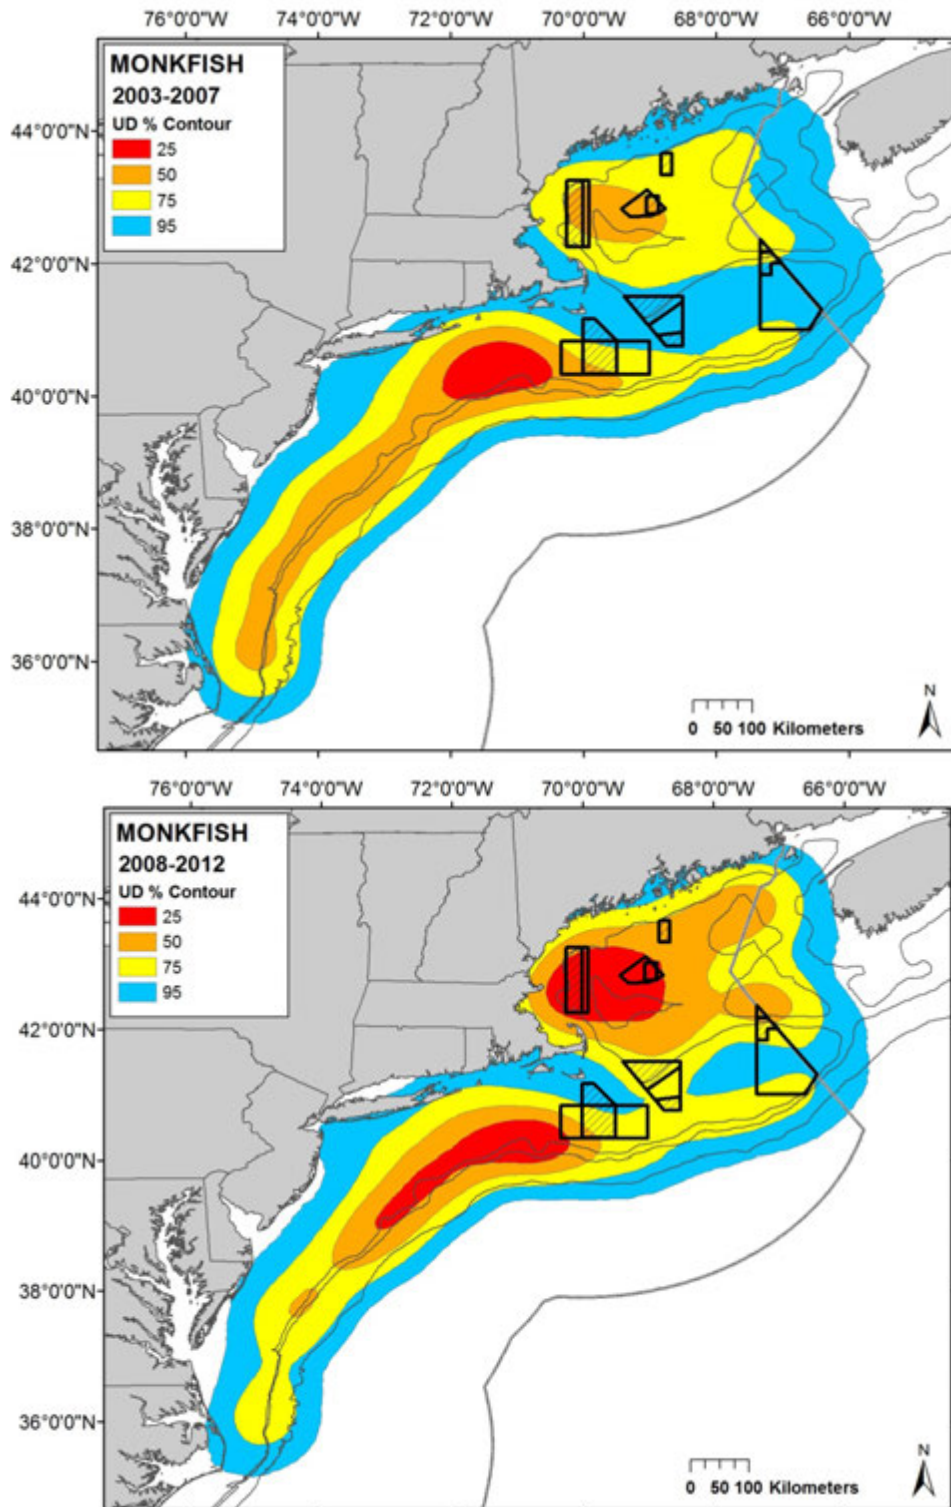 76°0'0"W 74°0'0"W 72°0'0"W 70°0'0"W 68°0'0"W 66°0'0"W
MONKFISH
2003-2007
UD % Contour
25
50
75
95
44°0'0"N
42°0'0"N
40°0'0"N
38°0'0"N
36°0'0"N
N
0 50 100 Kilometers
76°0'0"W 74°0'0"W 72°0'0"W 70°0'0"W 68°0'0"W 66°0'0"W
MONKFISH
2008-2012
UD % Contour
25
50
75
95
44°0'0"N
42°0'0"N
40°0'0"N
38°0'0"N
36°0'0"N
N
0 50 100 Kilometers